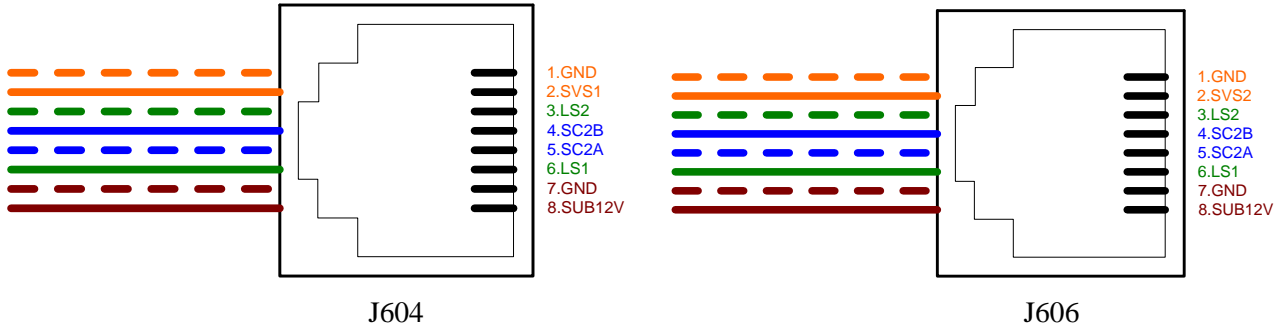 1.GND
2.SVS1
3.LS2
4.SC2B
5.SC2A
6.LS1
7.GND
8.SUB12V
J604
1.GND
2.SVS2
3.LS2
4.SC2B
5.SC2A
6.LS1
7.GND
8.SUB12V
J606